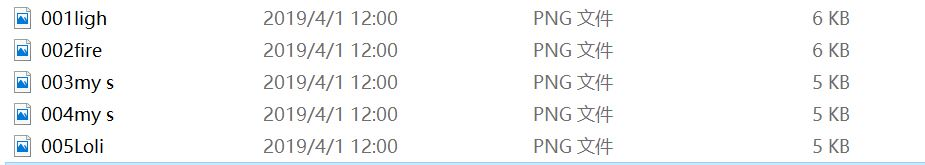 001ligh 2019/4/1 12:00 PNG 文件 6 KB
002fire 2019/4/1 12:00 PNG 文件 6 KB
003my s 2019/4/1 12:00 PNG 文件 5 KB
004my s 2019/4/1 12:00 PNG 文件 5 KB
005Loli 2019/4/1 12:00 PNG 文件 5 KB